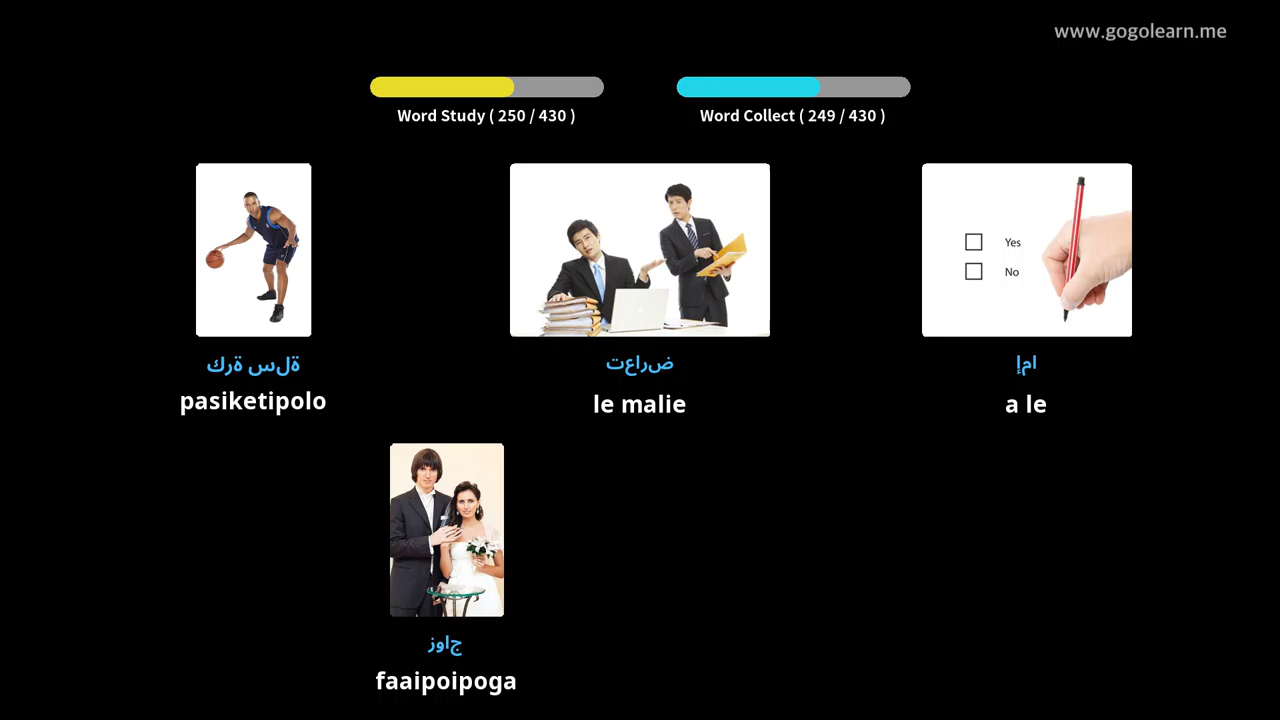 www.gogolearn.me
Word Study ( 250 / 430 )
Word Collect ( 249 / 430 )
ةلس ةرك
pasiketipolo
ضراعت
le malie
Yes
No
امإ
a le
جاوز
faaipoipoga